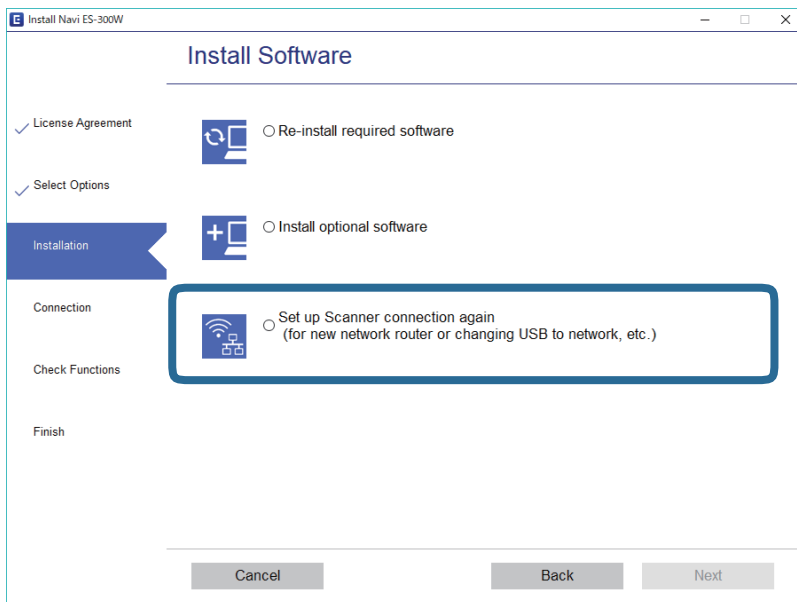 Install Navi ES-300W
Install Software
License Agreement
Select Options
Installation
Connection
Check Functions
Finish
Re-install required software
Install optional software
Set up Scanner connection again
(for new network router or changing USB to network, etc.)
Cancel
Back
Next